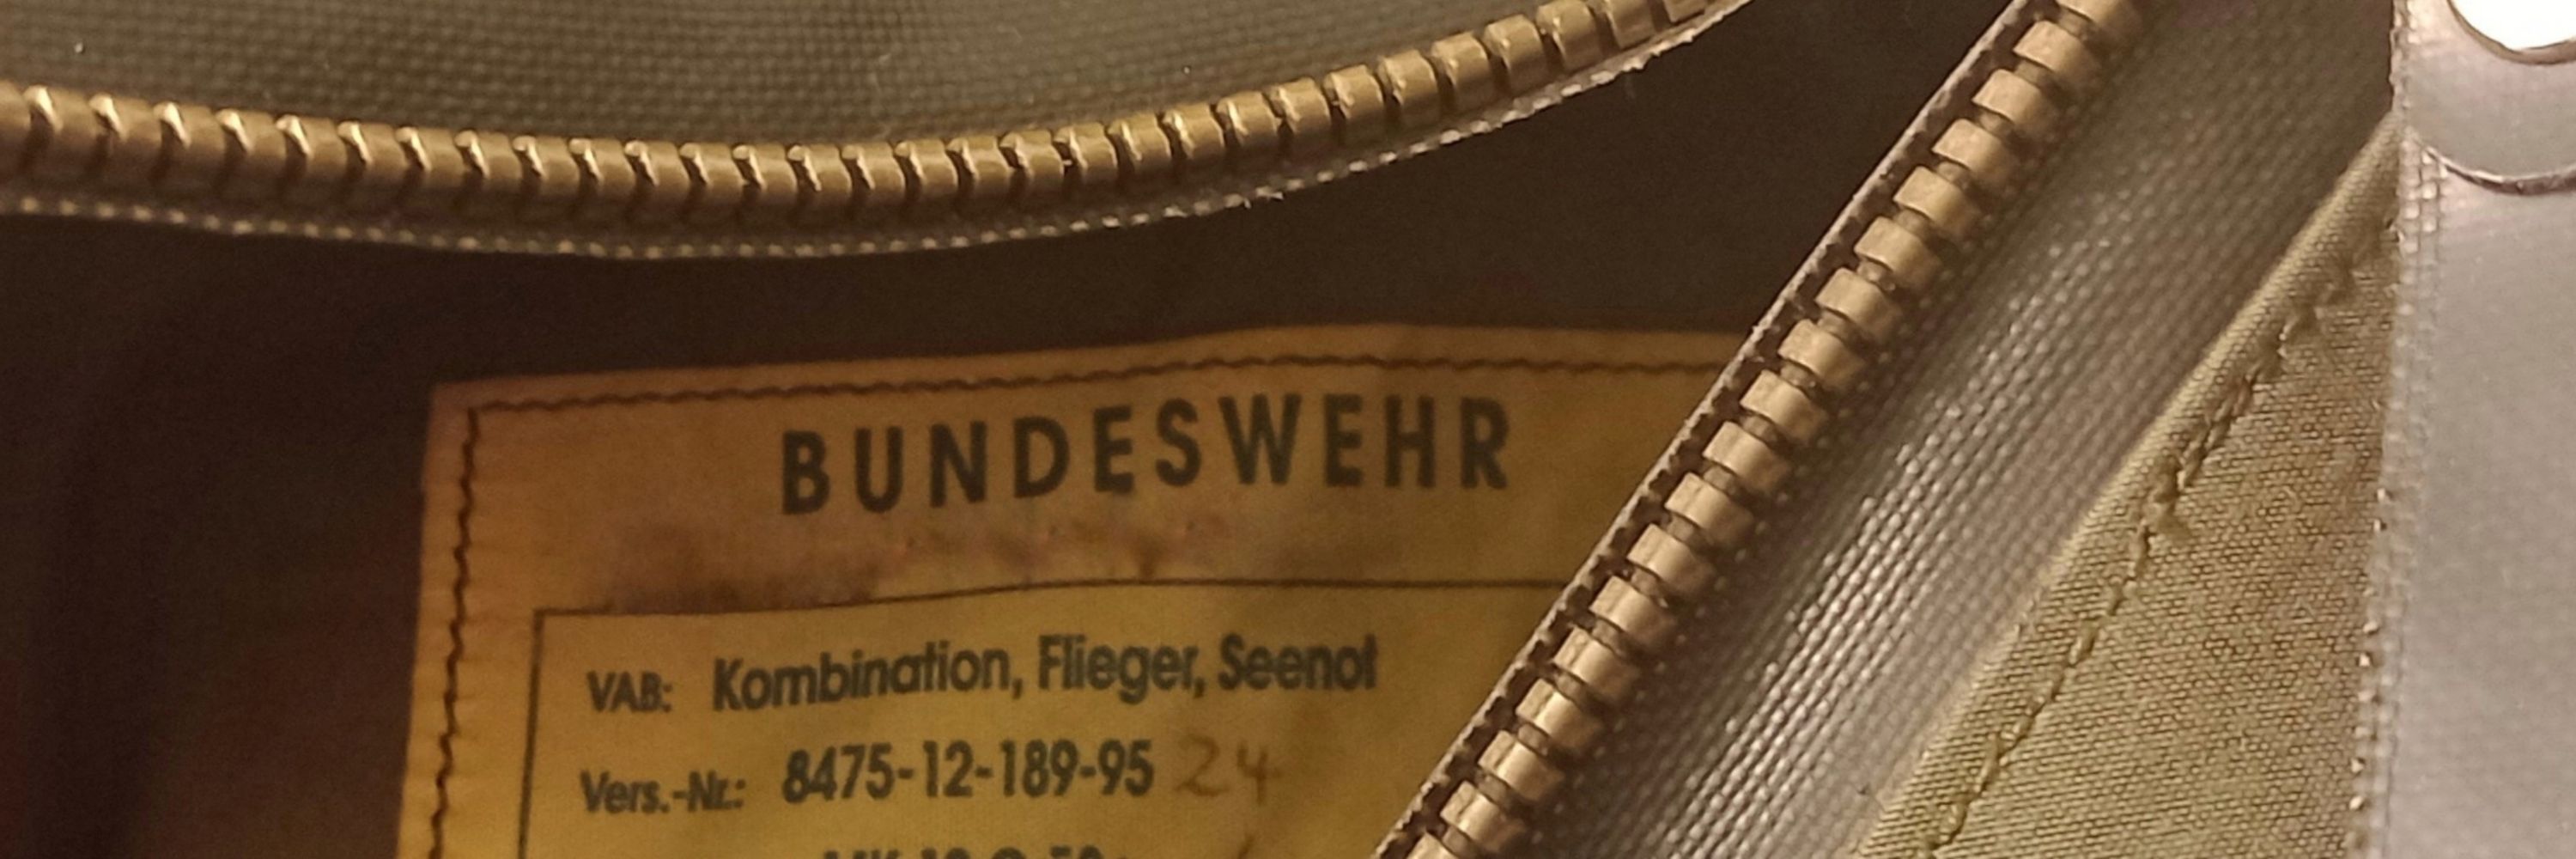 BUNDESWEHR
VAB: Kombination, Flieger, Seenot
Vers.-Nr.: 8475-12-189-95 24